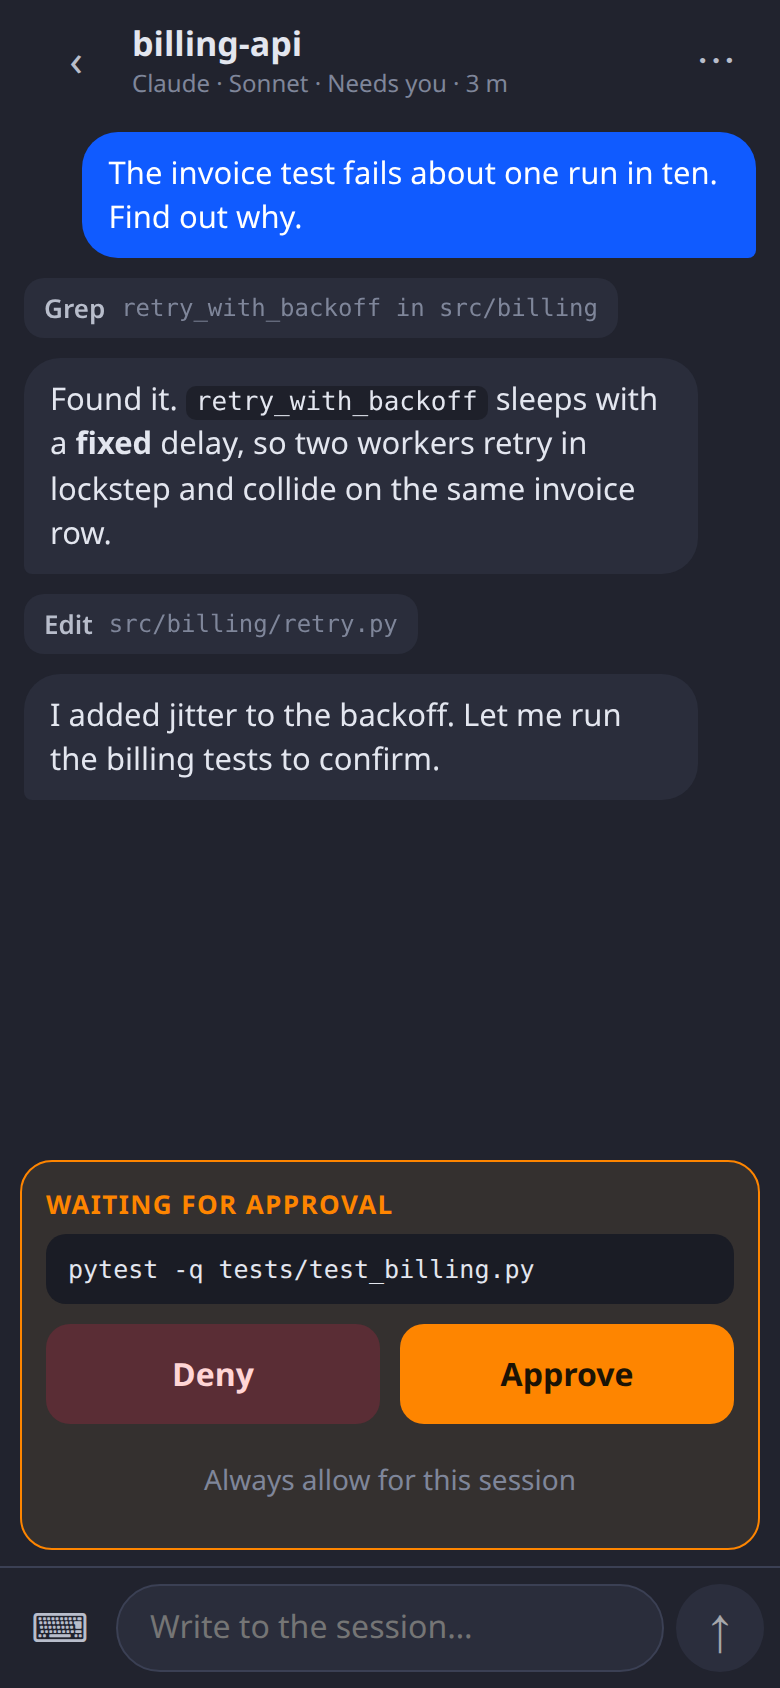 billing-api
Claude · Sonnet · Needs you · 3 m
The invoice test fails about one run in ten.
Find out why.
Grep retry_with_backoff in src/billing
Found it. retry_with_backoff sleeps with
a fixed delay, so two workers retry in
lockstep and collide on the same invoice
row.
Edit src/billing/retry.py
I added jitter to the backoff. Let me run
the billing tests to confirm.
WAITING FOR APPROVAL
pytest -q tests/test_billing.py
Deny
Approve
Always allow for this session
Write to the session...